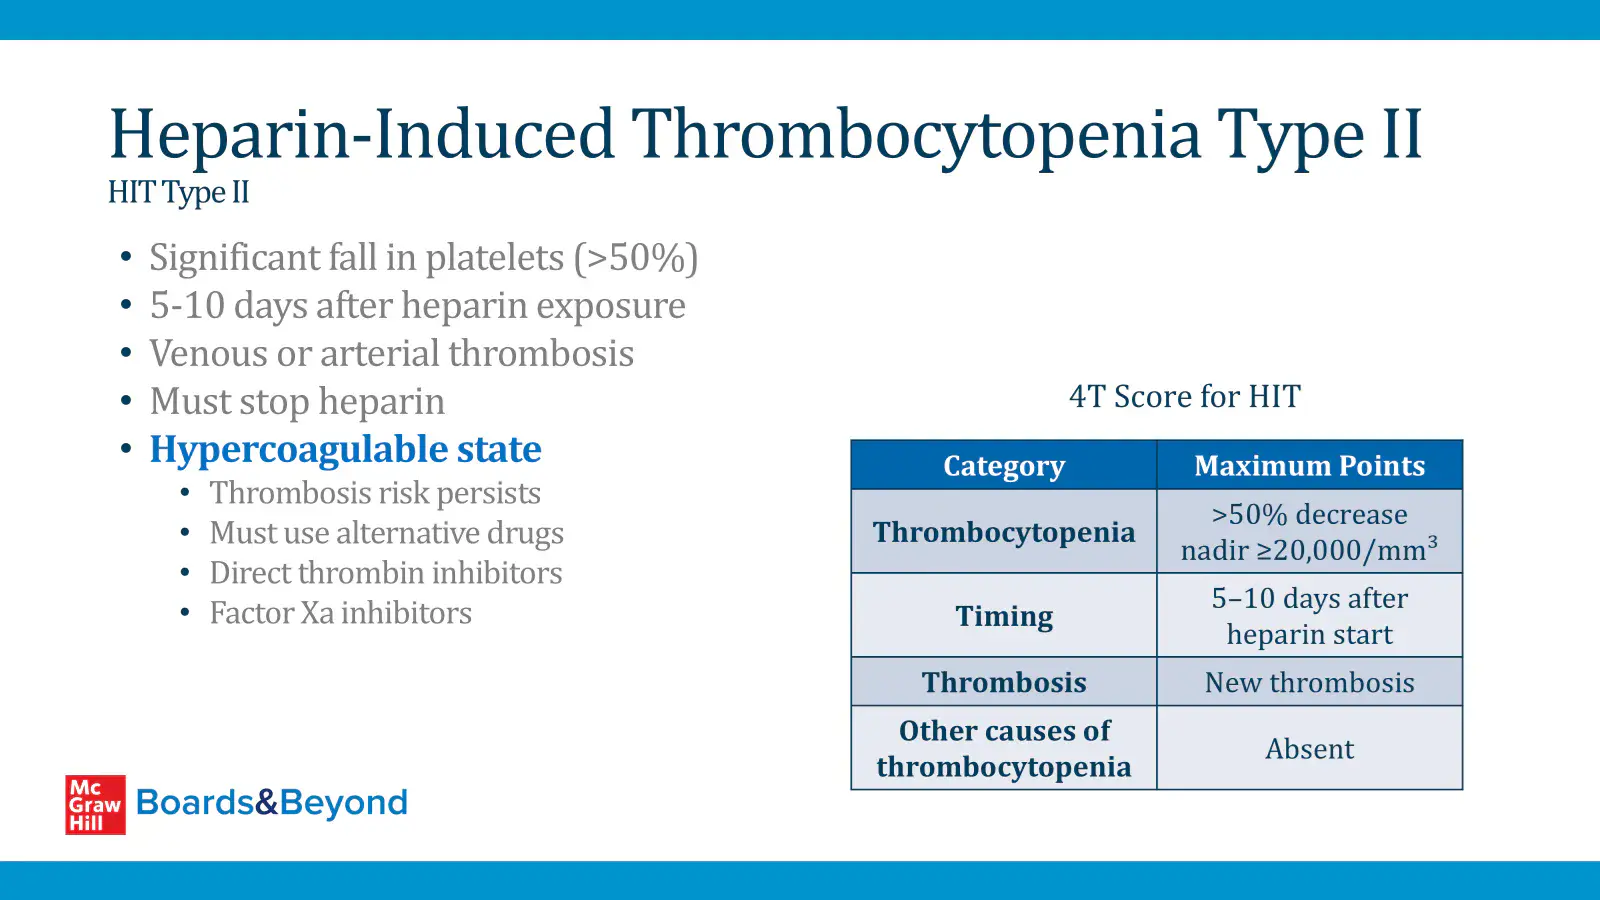 Heparin-Induced Thrombocytopenia Type II
HIT Type II
• Significant fall in platelets (>50%)
• 5-10 days after heparin exposure
• Venous or arterial thrombosis
• Must stop heparin
• Hypercoagulable state
• Thrombosis risk persists
• Must use alternative drugs
• Direct thrombin inhibitors
• Factor Xa inhibitors
4T Score for HIT
Category Maximum Points
Thrombocytopenia >50% decrease
nadir ≥20,000/mm³
Timing 5–10 days after
heparin start
Thrombosis New thrombosis
Other causes of
thrombocytopenia Absent
Mc
Graw
Hill
Boards&Beyond